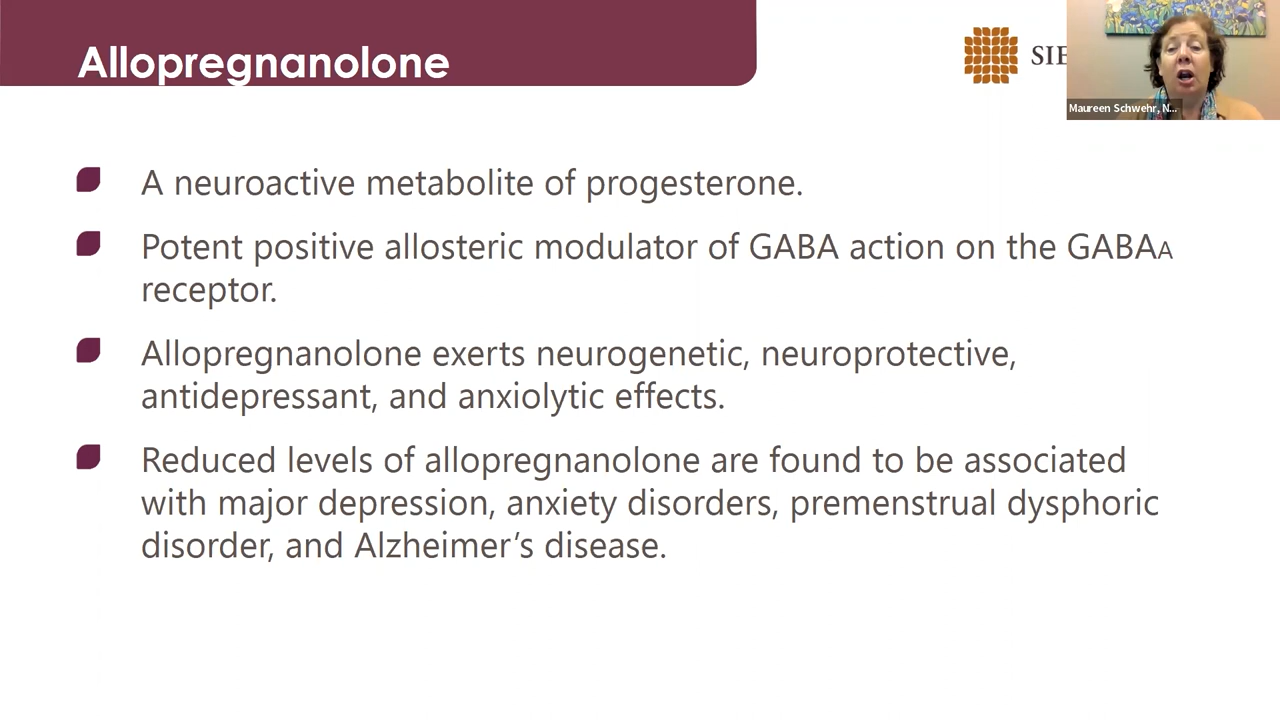 Allopregnanolone
SIE
Maureen Schwehr, N...
A neuroactive metabolite of progesterone.
Potent positive allosteric modulator of GABA action on the GABAA
receptor.
Allopregnanolone exerts neurogenetic, neuroprotective,
antidepressant, and anxiolytic effects.
Reduced levels of allopregnanolone are found to be associated
with major depression, anxiety disorders, premenstrual dysphoric
disorder, and Alzheimer’s disease.